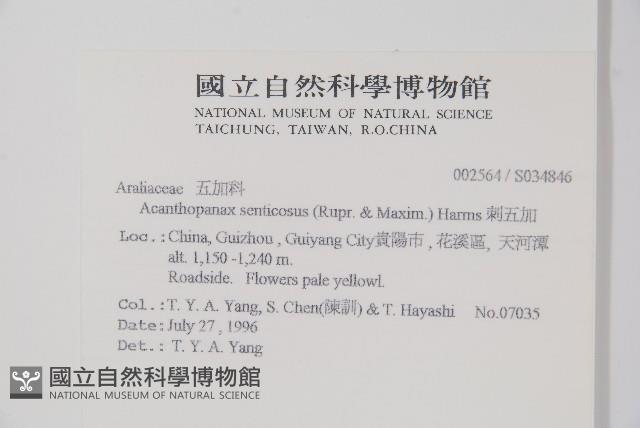 國立自然科學博物館
NATIONAL MUSEUM OF NATURAL SCIENCE
TAICHUNG, TAIWAN, R.O.CHINA
002564 / S034846
Araliaceae 五加科
Acanthopanax senticosus (Rupr. & Maxim.) Harms 刺五加
Loc.: China, Guizhou , Guiyang City貴陽市 , 花溪區, 天河潭
alt. 1,150 -1,240 m.
Roadside. Flowers pale yellowl.
Col.: T. Y. A. Yang, S. Chen(陳訓) & T. Hayashi No.07035
Date: July 27 , 1996
Det.: T. Y. A. Yang
國立自然科學博物館
NATIONAL MUSEUM OF NATURAL SCIENCE